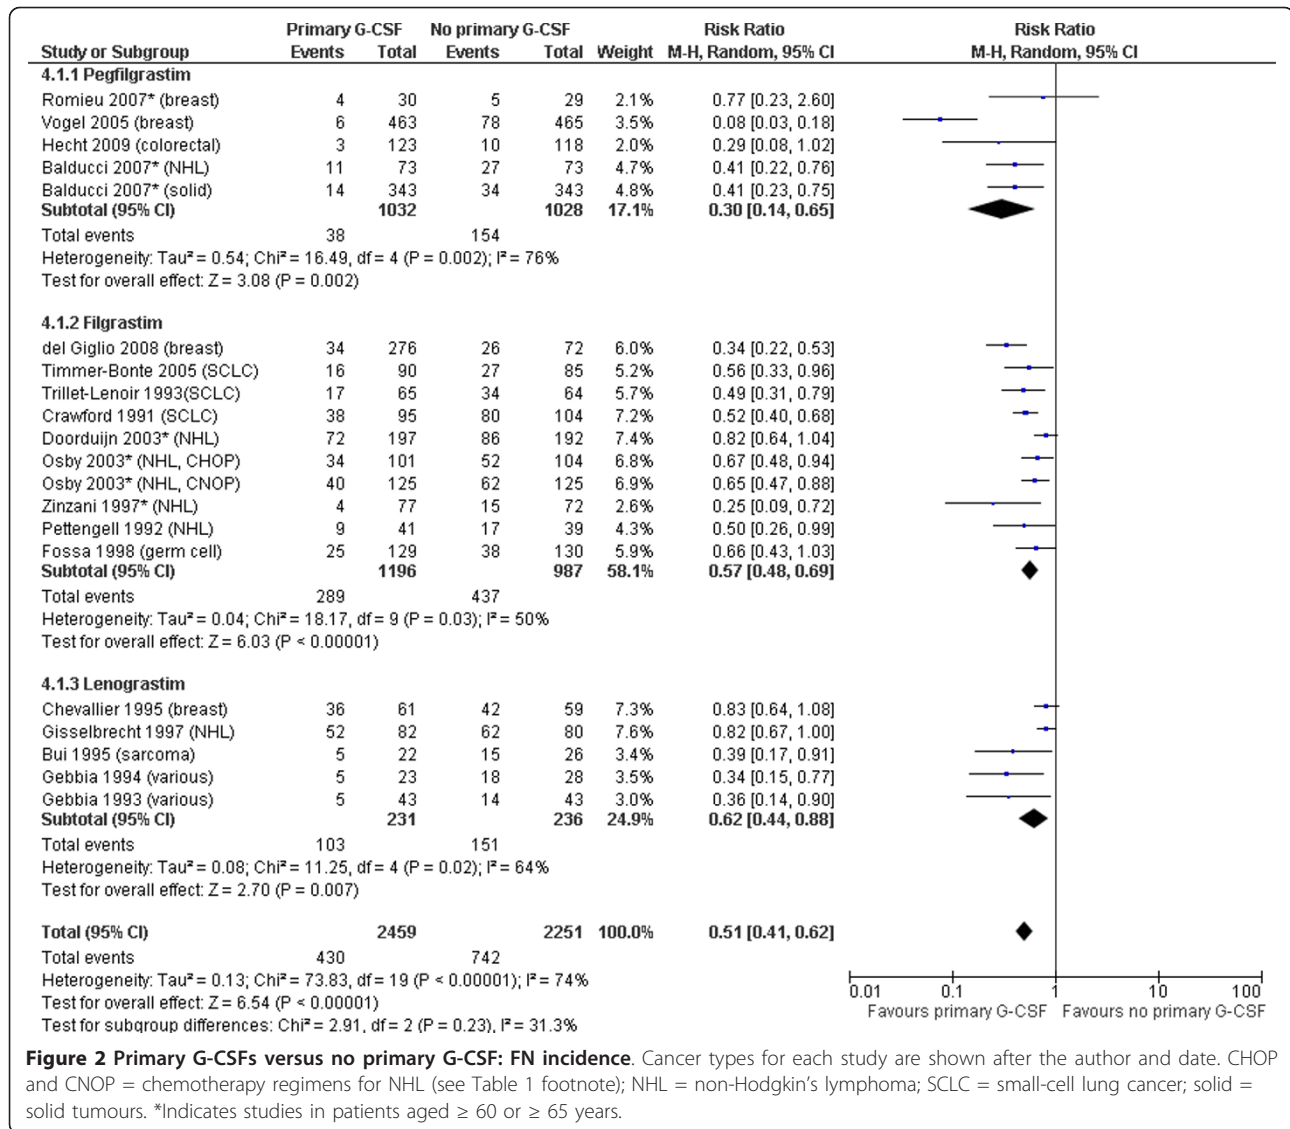 Primary G-CSF No primary G-CSF Risk Ratio Risk Ratio
Study or Subgroup Events Total Events Total Weight M-H, Random, 95% CI M-H, Random, 95% CI
4.1.1 Pegfilgrastim
Romieu 2007* (breast) 4 30 5 29 2.1% 0.77 [0.23, 2.60]
Vogel 2005 (breast) 6 463 78 465 3.5% 0.08 [0.03, 0.18]
Hecht 2009 (colorectal) 3 123 10 118 2.0% 0.29 [0.08, 1.02]
Balducci 2007* (NHL) 11 73 27 73 4.7% 0.41 [0.22, 0.76]
Balducci 2007* (solid) 14 343 34 343 4.8% 0.41 [0.23, 0.75]
Subtotal (95% CI) 1032 1028 17.1% 0.30 [0.14, 0.65]
Total events 38 154
Heterogeneity: Tau² = 0.54; Chi² = 16.49, df = 4 (P = 0.002); I² = 76%
Test for overall effect: Z = 3.08 (P = 0.002)
4.1.2 Filgrastim
del Giglio 2008 (breast) 34 276 26 72 6.0% 0.34 [0.22, 0.53]
Timmer-Bonte 2005 (SCLC) 16 90 27 85 5.2% 0.56 [0.33, 0.96]
Trillet-Lenoir 1993(SCLC) 17 65 34 64 5.7% 0.49 [0.31, 0.79]
Crawford 1991 (SCLC) 38 95 80 104 7.2% 0.52 [0.40, 0.68]
Doorduijn 2003* (NHL) 72 197 86 192 7.4% 0.82 [0.64, 1.04]
Osby 2003* (NHL, CHOP) 34 101 52 104 6.8% 0.67 [0.48, 0.94]
Osby 2003* (NHL, CNOP) 40 125 62 125 6.9% 0.65 [0.47, 0.88]
Zinzani 1997* (NHL) 4 77 15 72 2.6% 0.25 [0.09, 0.72]
Pettengell 1992 (NHL) 9 41 17 39 4.3% 0.50 [0.26, 0.99]
Fossa 1998 (germ cell) 25 129 38 130 5.9% 0.66 [0.43, 1.03]
Subtotal (95% CI) 1196 987 58.1% 0.57 [0.48, 0.69]
Total events 289 437
Heterogeneity: Tau² = 0.04; Chi² = 18.17, df = 9 (P = 0.03); I² = 50%
Test for overall effect: Z = 6.03 (P < 0.00001)
4.1.3 Lenograstim
Chevallier 1995 (breast) 36 61 42 59 7.3% 0.83 [0.64, 1.08]
Gisselbrecht 1997 (NHL) 52 82 62 80 7.6% 0.82 [0.67, 1.00]
Bui 1995 (sarcoma) 5 22 15 26 3.4% 0.39 [0.17, 0.91]
Gebbia 1994 (various) 5 23 18 28 3.5% 0.34 [0.15, 0.77]
Gebbia 1993 (various) 5 43 14 43 3.0% 0.36 [0.14, 0.90]
Subtotal (95% CI) 231 236 24.9% 0.62 [0.44, 0.88]
Total events 103 151
Heterogeneity: Tau² = 0.08; Chi² = 11.25, df = 4 (P = 0.02); I² = 64%
Test for overall effect: Z = 2.70 (P = 0.007)
Total (95% CI) 2459 2251 100.0% 0.51 [0.41, 0.62]
Total events 430 742
Heterogeneity: Tau² = 0.13; Chi² = 73.83, df = 19 (P < 0.00001); I² = 74%
Test for overall effect: Z = 6.54 (P < 0.00001)
Test for subgroup differences: Chi² = 2.91, df = 2 (P = 0.23), I² = 31.3%
0.01 0.1 1 10 100
Favours primary G-CSF Favours no primary G-CSF
Figure 2 Primary G-CSFs versus no primary G-CSF: FN incidence. Cancer types for each study are shown after the author and date. CHOP
and CNOP = chemotherapy regimens for NHL (see Table 1 footnote); NHL = non-Hodgkin's lymphoma; SCLC = small-cell lung cancer; solid =
solid tumours. *Indicates studies in patients aged ≥ 60 or ≥ 65 years.